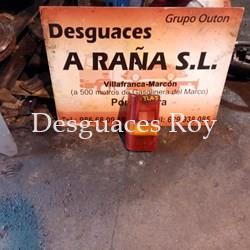 Grupo Outon
Desguaces
A RAÑA S.L.
Villafranca-Marcón
(a 500 metros de Gasolinera del Marco)
Desguaces Roy